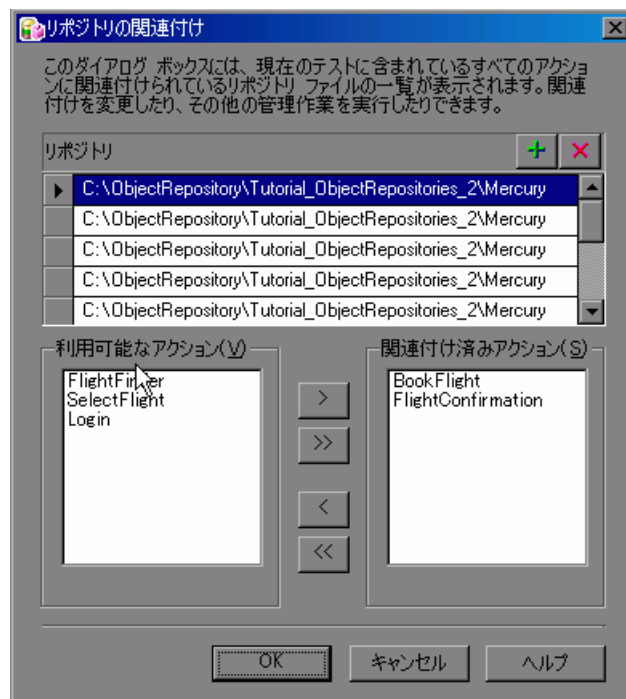 リポジトリの関連付け
このダイアログ ボックスには、現在のテストに含まれているすべてのアクショ
ンに関連付けられているリポジトリ ファイルの一覧が表示されます。関連
付けを変更したり、その他の管理作業を実行したりできます。
リポジトリ
C:\ObjectRepository\Tutorial_ObjectRepositories_2\Mercury
C:\ObjectRepository\Tutorial_ObjectRepositories_2\Mercury
C:\ObjectRepository\Tutorial_ObjectRepositories_2\Mercury
C:\ObjectRepository\Tutorial_ObjectRepositories_2\Mercury
C:\ObjectRepository\Tutorial_ObjectRepositories_2\Mercury
利用可能なアクション(V)
FlightFinder
SelectFlight
Login
>
>>
<
<<
関連付け済みアクション(S)
BookFlight
FlightConfirmation
OK
キャンセル
ヘルプ